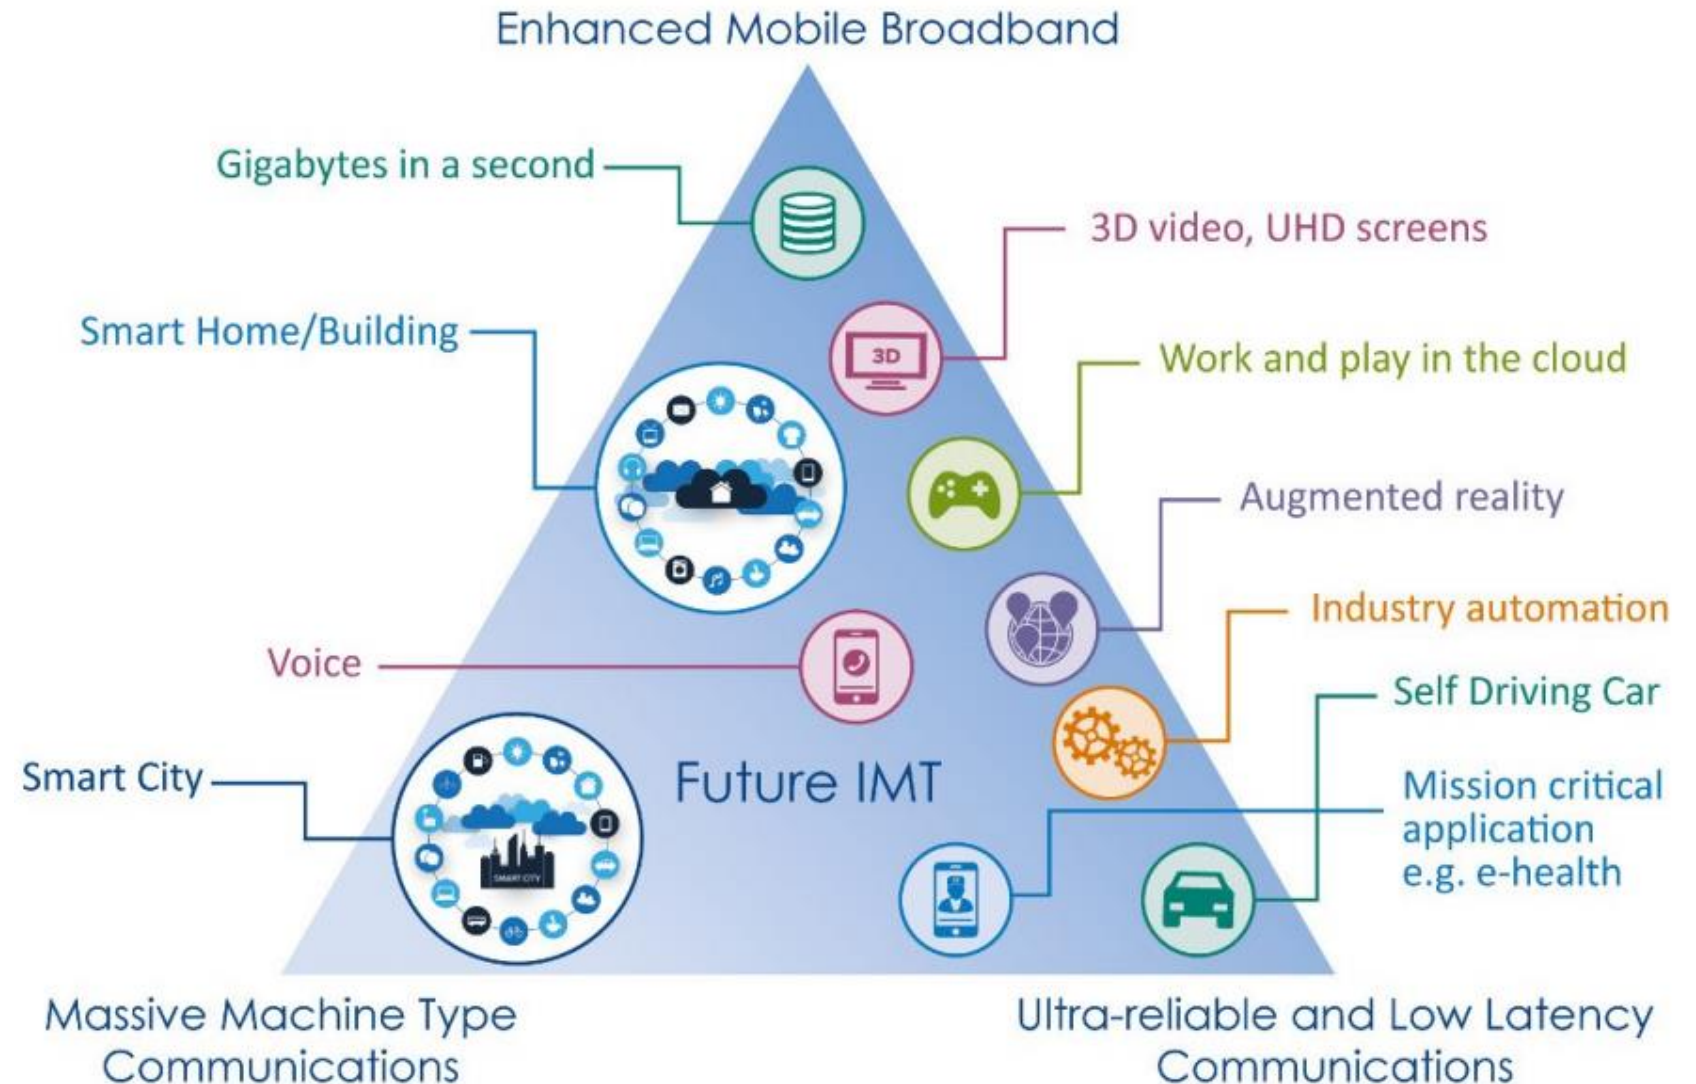 Enhanced Mobile Broadband
Gigabytes in a second
3D video, UHD screens
3D
Smart Home/Building
Work and play in the cloud
Augmented reality
Industry automation
Voice
Self Driving Car
Smart City
Future IMT
Mission critical
application
e.g. e-health
SMART CITY
Massive Machine Type
Communications
Ultra-reliable and Low Latency
Communications